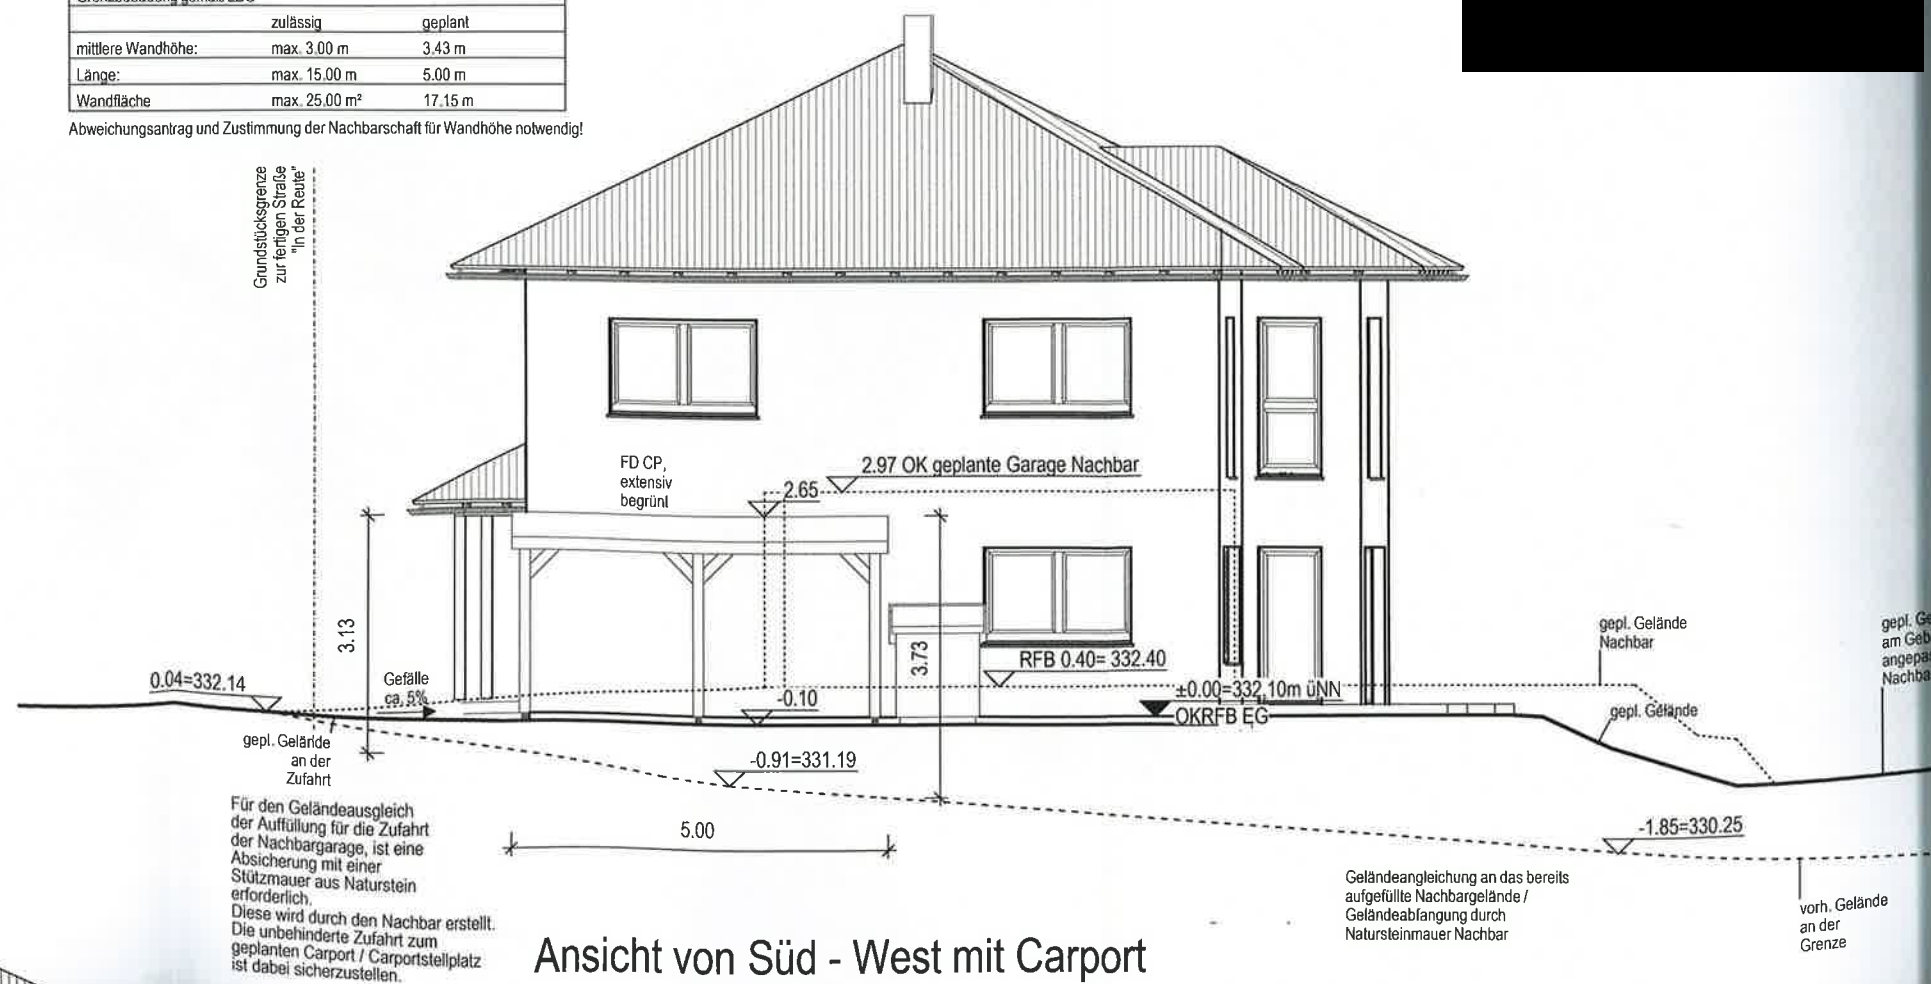 zulässig geplant
mittlere Wandhöhe: max. 3.00 m 3.43 m
Länge: max. 15.00 m 5.00 m
Wandfläche max. 25.00 m² 17.15 m
Abweichungsantrag und Zustimmung der Nachbarschaft für Wandhöhe notwendig!
Grundstücksgrenze
zur fertigen Straße
"In der Reute"
FD CP,
extensiv
begrünt
2.97 OK geplante Garage Nachbar
2.65
3.13
3.73
0.04=332.14
Gefälle
ca. 5%
-0.10
RFB 0.40= 332.40
±0.00=332,10m üNN
OKRFB EG
gepl. Gelände
Nachbar
gepl. Gelände
gepl. Ge
am Geb
angepa
Nachba
gepl. Gelände
an der
Zufahrt
-0.91=331.19
5.00
-1.85=330.25
Für den Geländeausgleich
der Auffüllung für die Zufahrt
der Nachbargarage, ist eine
Absicherung mit einer
Stützmauer aus Naturstein
erforderlich.
Diese wird durch den Nachbar erstellt.
Die unbehinderte Zufahrt zum
geplanten Carport / Carportstellplatz
ist dabei sicherzustellen.
Geländeangleichung an das bereits
aufgefüllte Nachbargelände /
Geländeabfangung durch
Natursteinmauer Nachbar
vorh. Gelände
an der
Grenze
Ansicht von Süd - West mit Carport